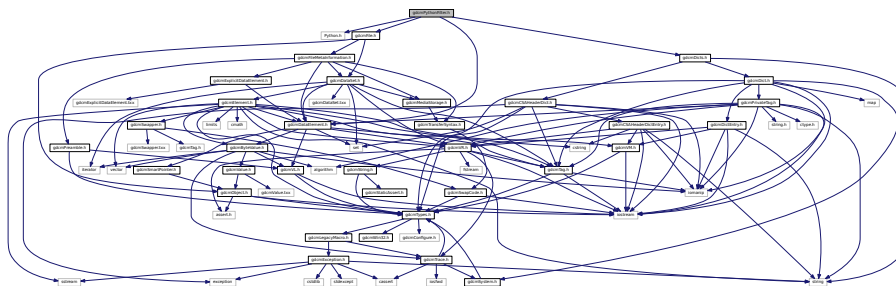 gdcmPythonFilter.h
Python.h
gdcmFile.h
gdcmDicts.h
gdcmFileMetaInformation.h
gdcmExplicitDataElement.h
gdcmDataSet.h
gdcmDict.h
gdcmExplicitDataElement.txx
gdcmElement.h
gdcmDataSet.txx
gdcmMediaStorage.h
gdcmCSAHeaderDict.h
gdcmPrivateTag.h
map
gdcmSwapper.h
limits
cmath
gdcmDataElement.h
gdcmTransferSyntax.h
gdcmCSAHeaderDictEntry.h
gdcmDictEntry.h
string.h
ctype.h
gdcmPreamble.h
gdcmSwapper.txx
gdcmTag.h
gdcmByteValue.h
set
gdcmVR.h
cstring
gdcmVM.h
iterator
vector
gdcmSmartPointer.h
gdcmValue.h
gdcmVL.h
algorithm
gdcmString.h
fstream
gdcmTag.h
gdcmObject.h
gdcmValue.txx
gdcmStaticAssert.h
gdcmSwapCode.h
iomanip
assert.h
gdcmTypes.h
iostream
gdcmLegacyMacro.h
gdcmWin32.h
gdcmConfigure.h
gdcmException.h
gdcmTrace.h
sstream
exception
cstdlib
stdexcept
cassert
iosfwd
gdcmSystem.h
string